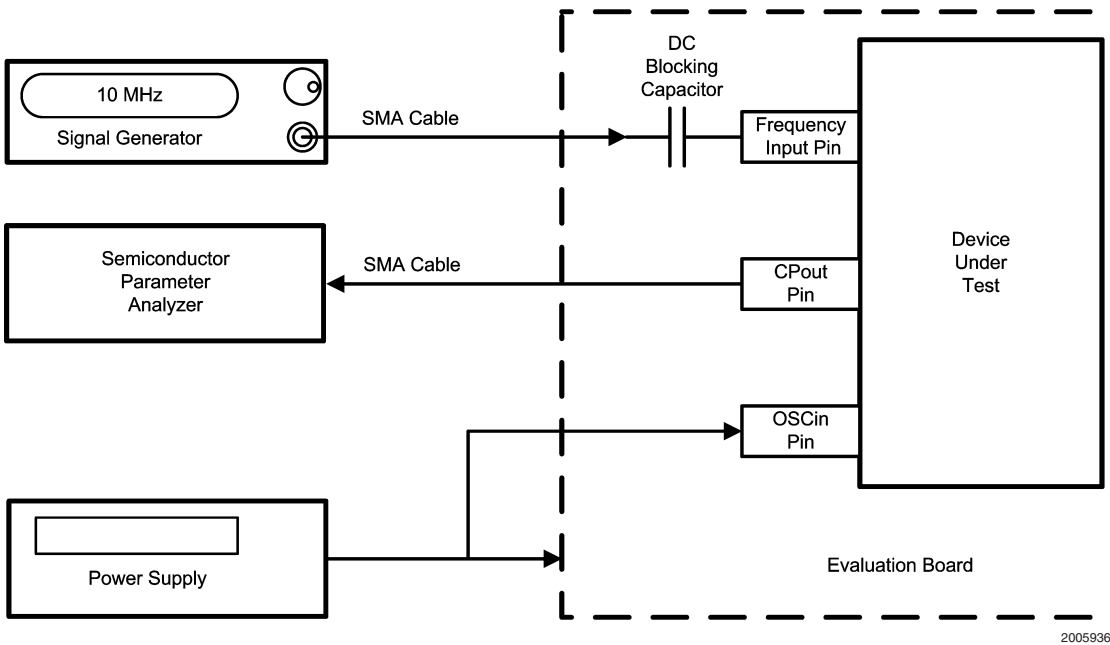 DC
Blocking
Capacitor
10 MHz
Signal Generator
SMA Cable
Frequency
Input Pin
Semiconductor
Parameter
Analyzer
SMA Cable
CPout
Pin
Device
Under
Test
OSCin
Pin
Power Supply
Evaluation Board
2005936